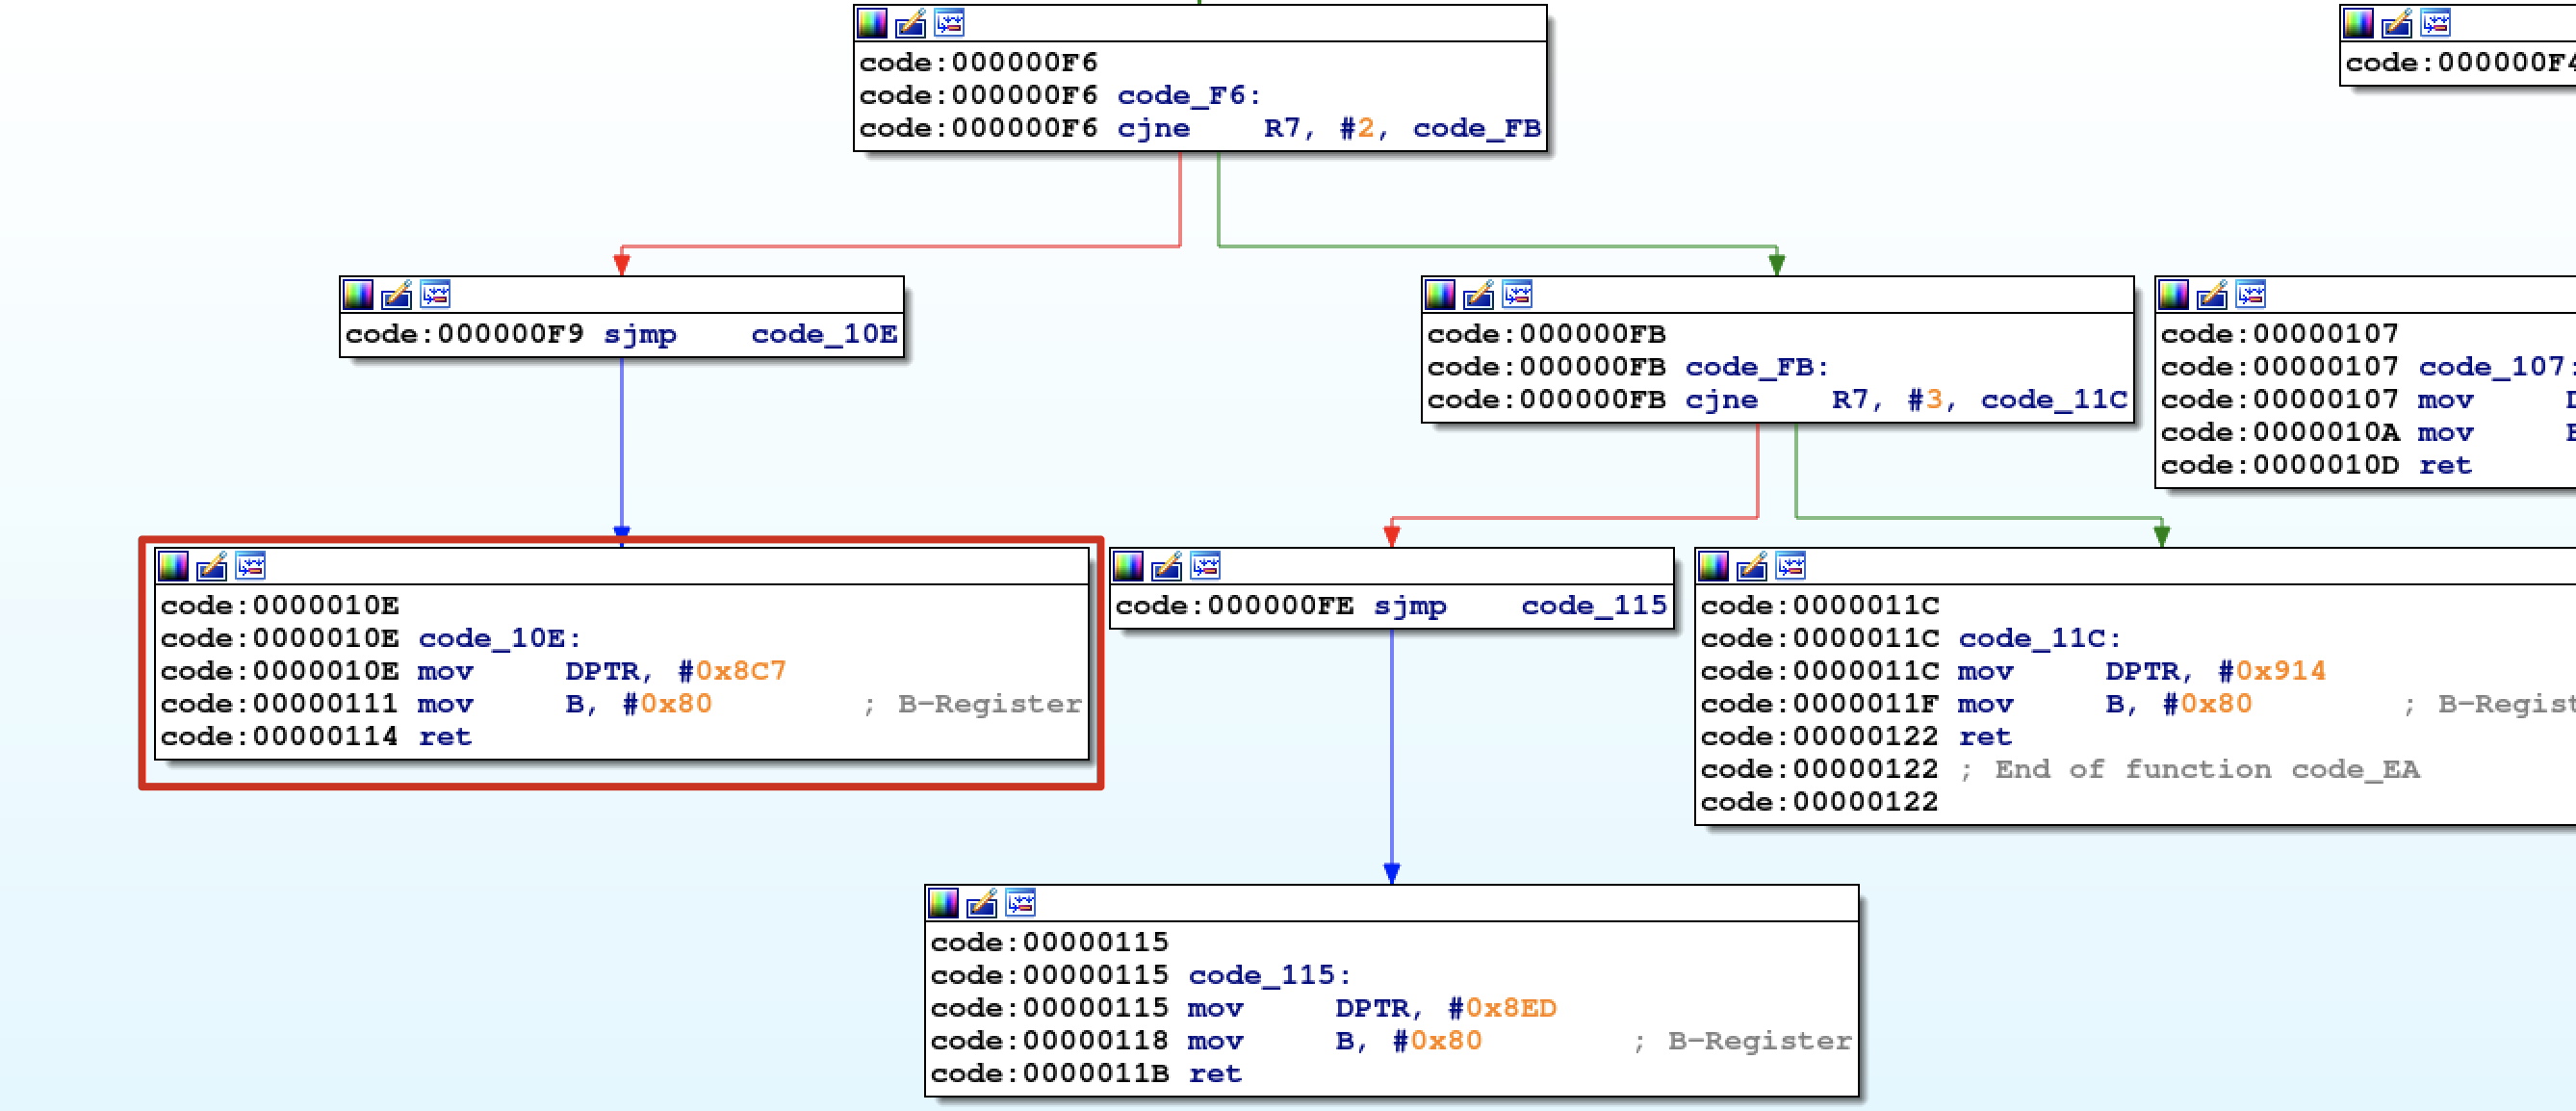 code:000000F6
code:000000F6 code_F6:
code:000000F6 cjne R7, #2, code_FB
code:000000F4
code:000000F9 sjmp code_10E
code:000000FB
code:000000FB code_FB:
code:000000FB cjne R7, #3, code_11C
code:00000107
code:00000107 code_107:
code:00000107 mov
code:0000010A mov
code:0000010D ret
code:0000010E
code:0000010E code_10E:
code:0000010E mov DPTR, #0x8C7
code:00000111 mov B, #0x80 ; B-Register
code:00000114 ret
code:000000FE sjmp code_115
code:0000011C
code:0000011C code_11C:
code:0000011C mov DPTR, #0x914
code:0000011F mov B, #0x80 ; B-Regist
code:00000122 ret
code:00000122 ; End of function code_EA
code:00000122
code:00000115
code:00000115 code_115:
code:00000115 mov DPTR, #0x8ED
code:00000118 mov B, #0x80 ; B-Register
code:0000011B ret